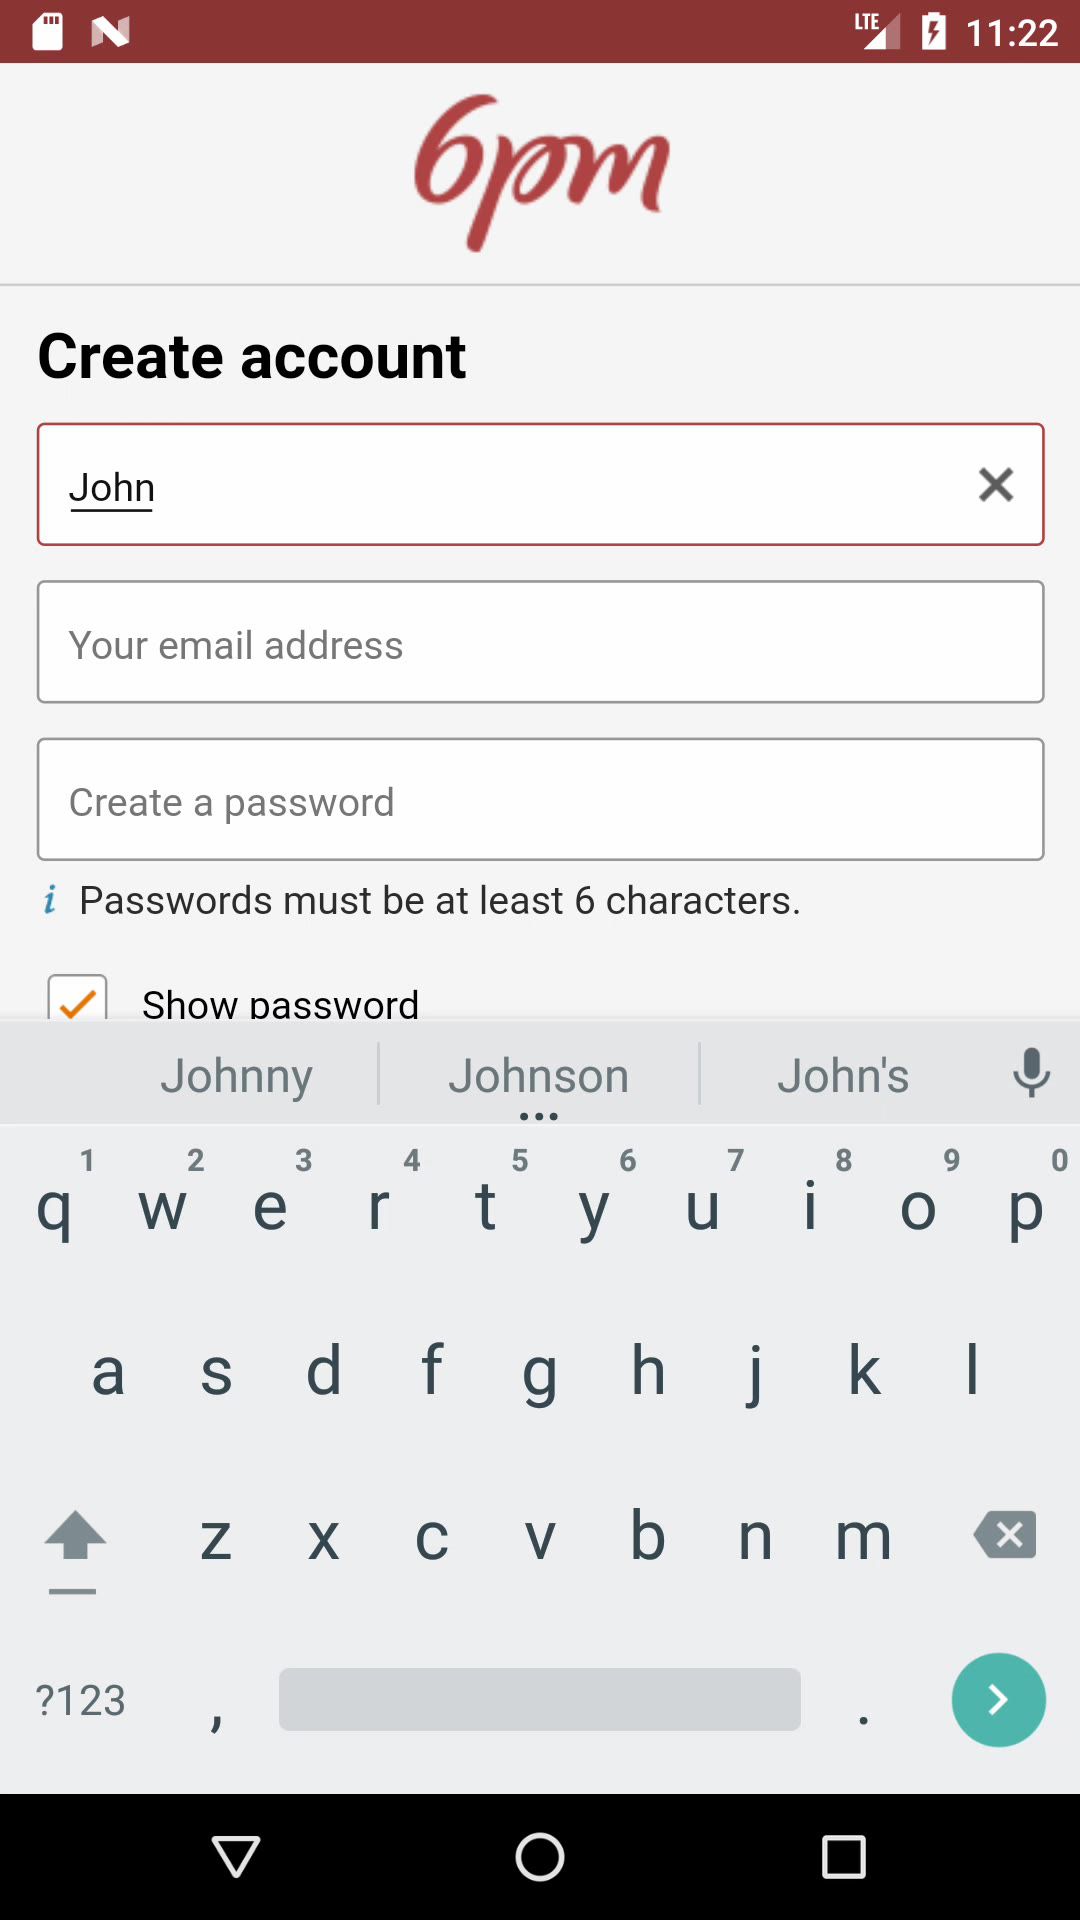 LTE 11:22
6pm
Create account
John
Your email address
Create a password
i Passwords must be at least 6 characters.
Show password
Johnny Johnson John's
1 2 3 4 5 6 7 8 9 0
q w e r t y u i o p
a s d f g h j k l
z x c v b n m
?123 , .